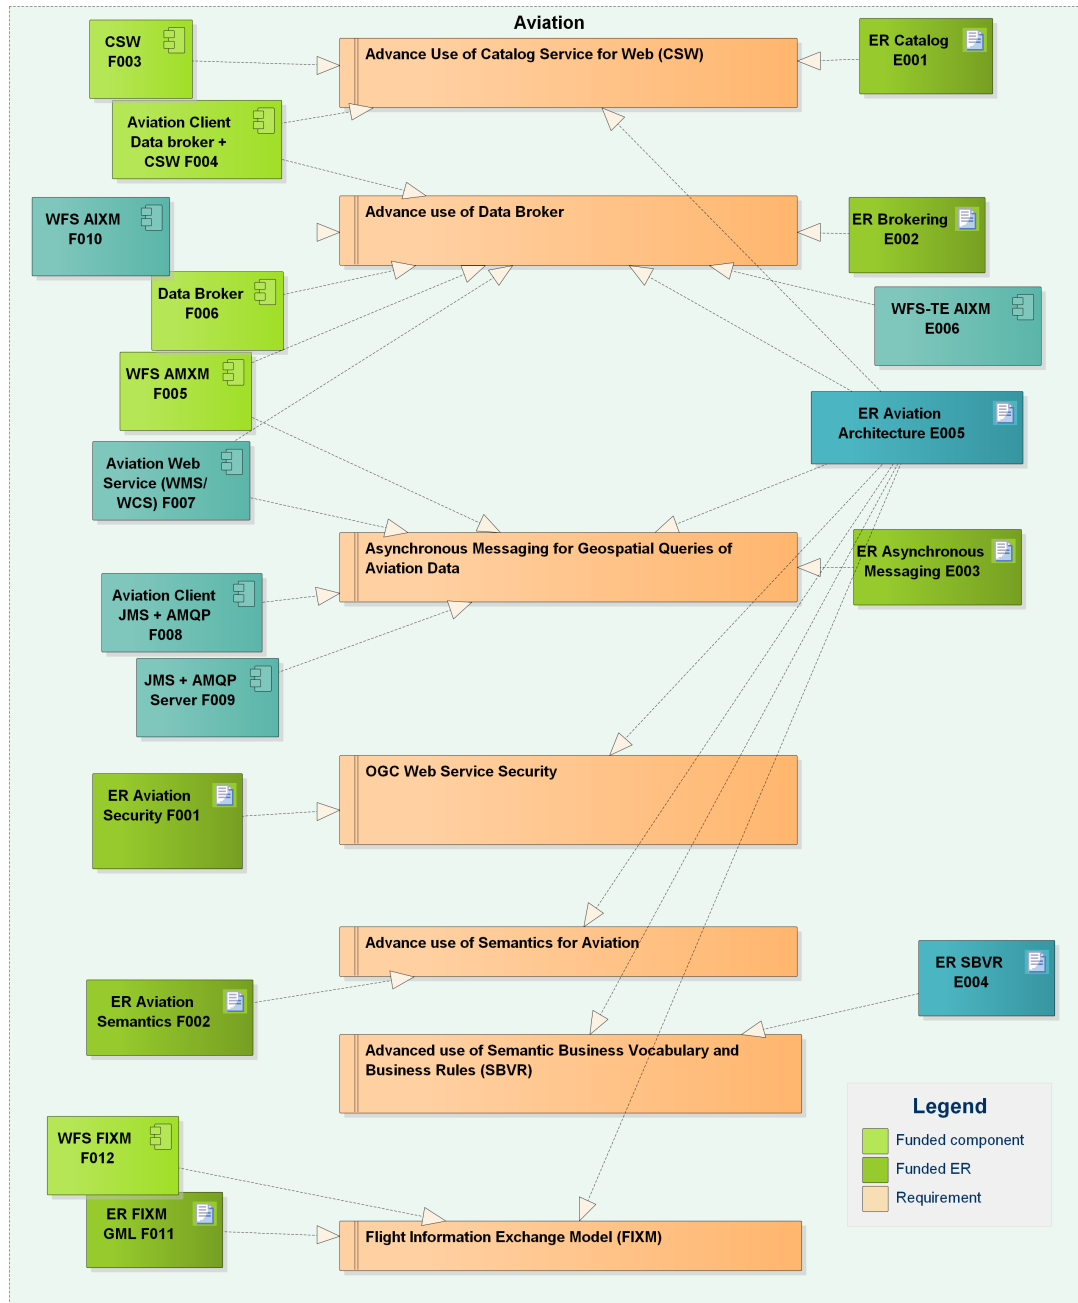 Aviation
CSW
F003
Advance Use of Catalog Service for Web (CSW)
ER Catalog
E001
Aviation Client
Data broker +
CSW F004
WFS AIXM
F010
Advance use of Data Broker
ER Brokering
E002
Data Broker
F006
WFS-TE AIXM
E006
WFS AMXM
F005
ER Aviation
Architecture E005
Aviation Web
Service (WMS/
WCS) F007
Asynchronous Messaging for Geospatial Queries of
Aviation Data
ER Asynchronous
Messaging E003
Aviation Client
JMS + AMQP
F008
JMS + AMQP
Server F009
OGC Web Service Security
ER Aviation
Security F001
Advance use of Semantics for Aviation
ER SBVR
E004
ER Aviation
Semantics F002
Advanced use of Semantic Business Vocabulary and
Business Rules (SBVR)
Legend
Funded component
Funded ER
Requirement
WFS FIXM
F012
ER FIXM
GML F011
Flight Information Exchange Model (FIXM)